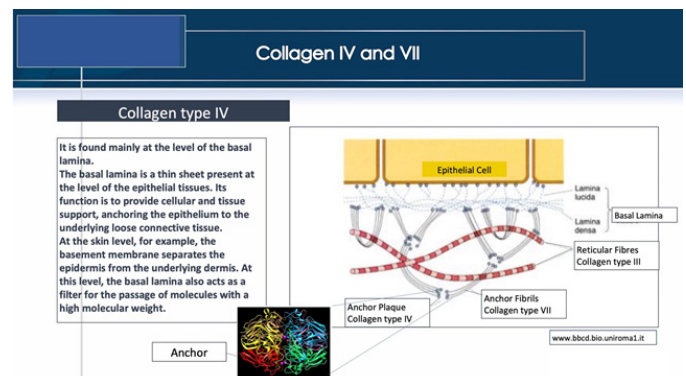 Collagen IV and VII
Collagen type IV
It is found mainly at the level of the basal
lamina.
The basal lamina is a thin sheet present at
the level of the epithelial tissues. Its
function is to provide cellular and tissue
support, anchoring the epithelium to the
underlying loose connective tissue.
At the skin level, for example, the
basement membrane separates the
epidermis from the underlying dermis. At
this level, the basal lamina also acts as a
filter for the passage of molecules with a
high molecular weight.
Anchor
Epithelial Cell
Lamina
lucida
Basal Lamina
Lamina
densa
Reticular Fibres
Collagen type III
Anchor Fibrils
Collagen type VII
Anchor Plaque
Collagen type IV
www.bbcd.bio.uniroma1.it